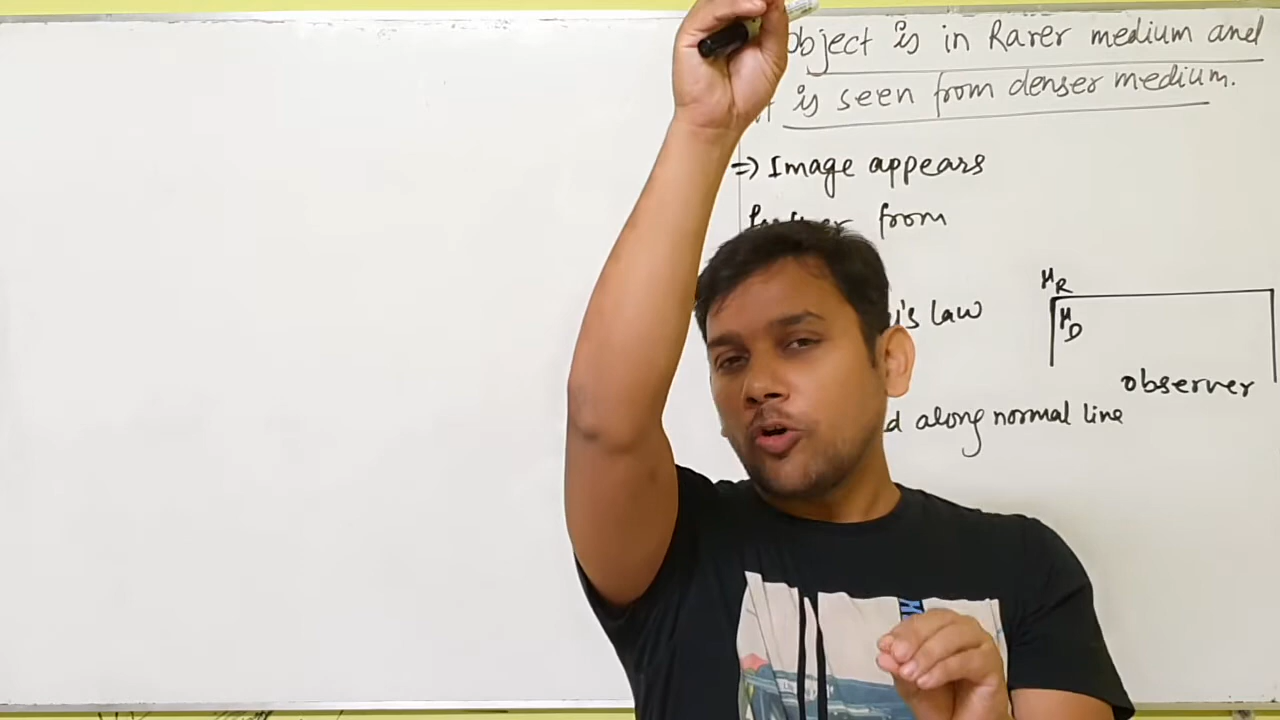 object is in Rarer medium and
is seen from denser medium.
=) Image appears
from
law
μR
μD
observer
along normal line